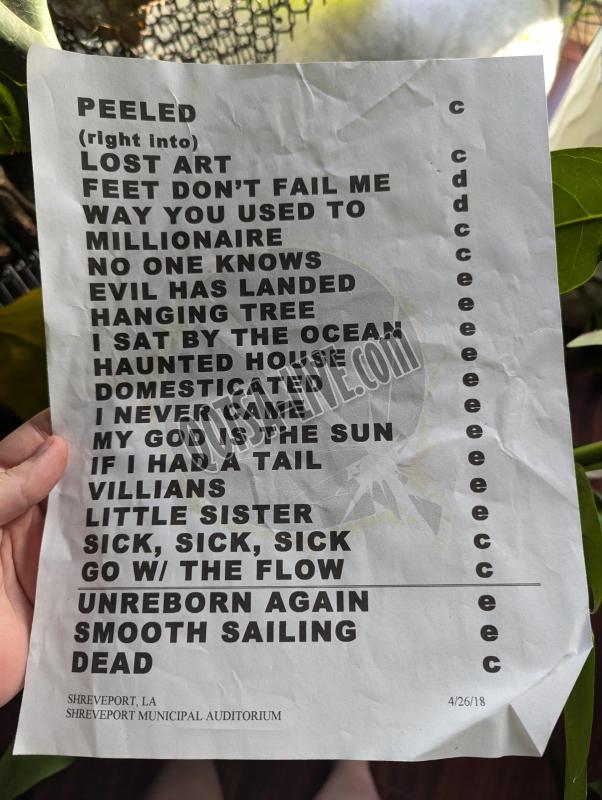 PEELED c
(right into)
LOST ART c
FEET DON'T FAIL ME d
WAY YOU USED TO d
MILLIONAIRE c
NO ONE KNOWS c
EVIL HAS LANDED e
HANGING TREE e
I SAT BY THE OCEAN e
HAUNTED HOUSE e
DOMESTICATED e
I NEVER CAME e
MY GOD IS THE SUN e
IF I HAD A TAIL e
VILLIANS e
LITTLE SISTER e
SICK, SICK, SICK c
GO W/ THE FLOW c
UNREBORN AGAIN e
SMOOTH SAILING e
DEAD c
SHREVEPORT, LA 4/26/18
SHREVEPORT MUNICIPAL AUDITORIUM
QOTSA-LIVE.com